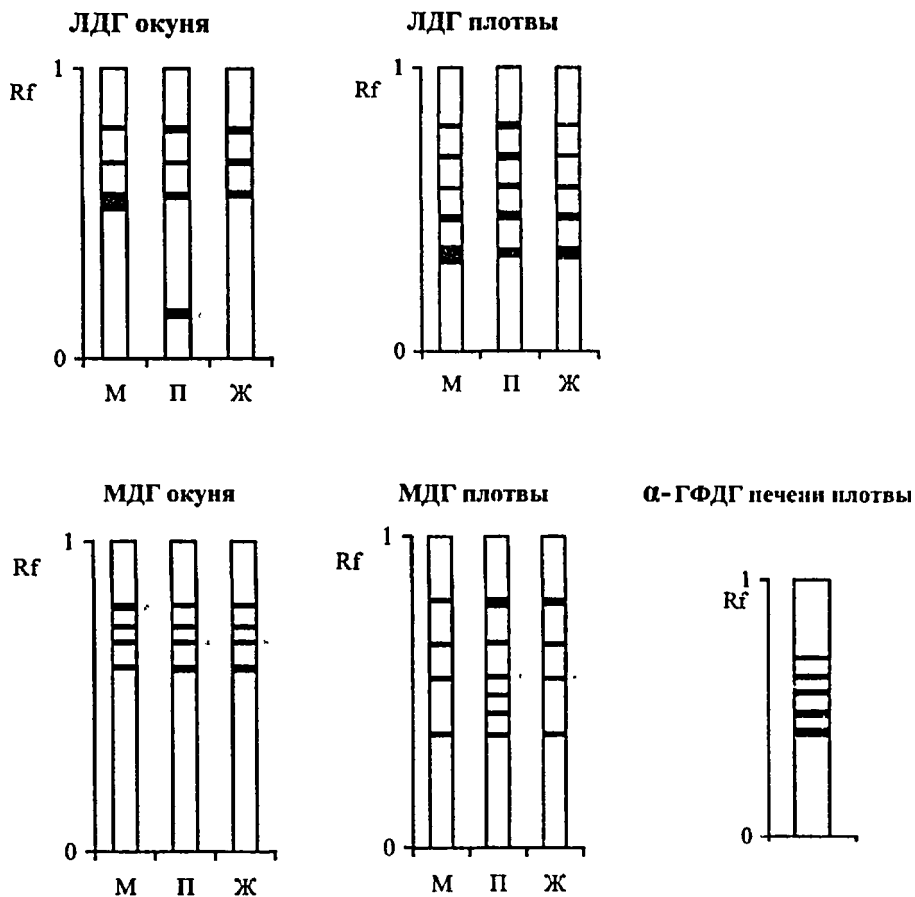 ЛДГ окуня
ЛДГ плотвы
1
Rf
0
М П Ж
1
Rf
0
М П Ж
МДГ окуня
МДГ плотвы
α-ГФДГ печени плотвы
1
Rf
0
М П Ж
1
Rf
0
М П Ж
1
Rf
0